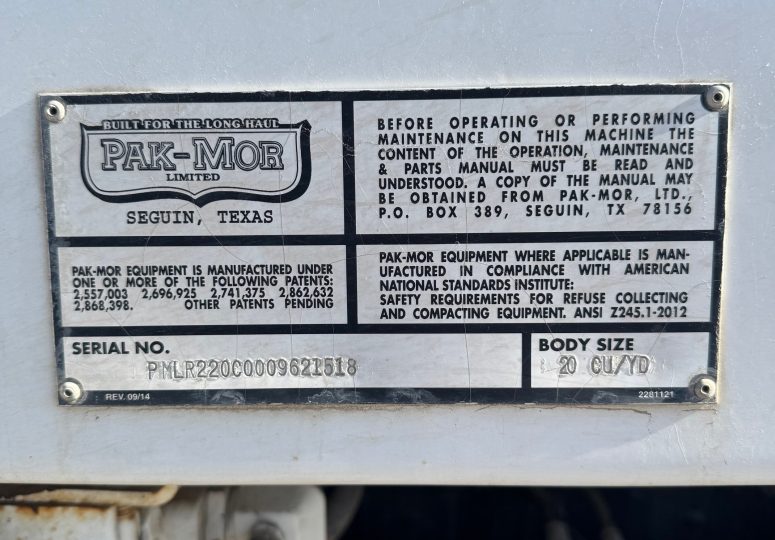 BUILT FOR THE LONG HAUL
PAK-MOR
LIMITED
SEGUIN, TEXAS
BEFORE OPERATING OR PERFORMING
MAINTENANCE ON THIS MACHINE THE
CONTENT OF THE OPERATION, MAINTENANCE
& PARTS MANUAL MUST BE READ AND
UNDERSTOOD. A COPY OF THE MANUAL MAY
BE OBTAINED FROM PAK-MOR, LTD.,
P.O. BOX 389, SEGUIN, TX 78156
PAK-MOR EQUIPMENT IS MANUFACTURED UNDER
ONE OR MORE OF THE FOLLOWING PATENTS:
2,557,003 2,696,925 2,741,375 2,862,632
2,868,398. OTHER PATENTS PENDING
PAK-MOR EQUIPMENT WHERE APPLICABLE IS MAN-
UFACTURED IN COMPLIANCE WITH AMERICAN
NATIONAL STANDARDS INSTITUTE:
SAFETY REQUIREMENTS FOR REFUSE COLLECTING
AND COMPACTING EQUIPMENT. ANSI Z245.1-2012
SERIAL NO.
PMLR220C0009621518
BODY SIZE
20 CU/YD
REV. 09/14
2281121